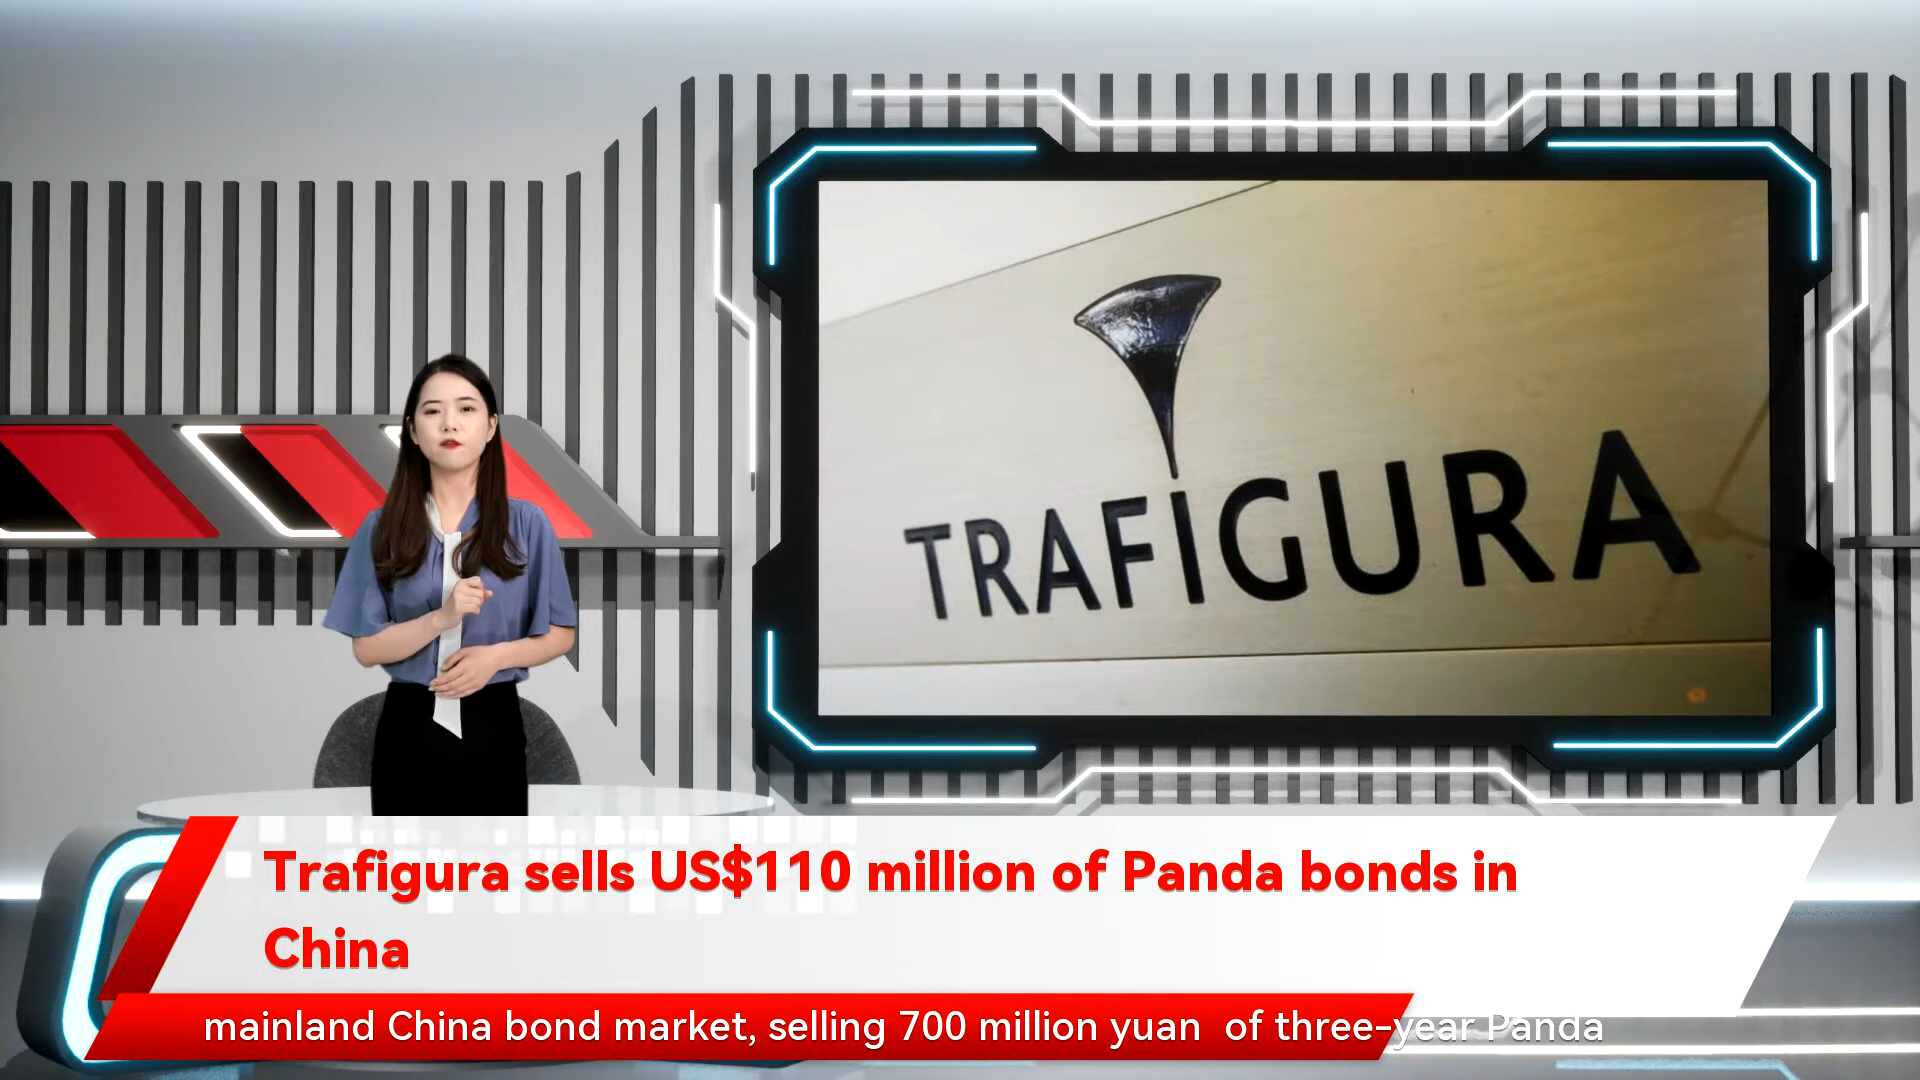 TRAFIGURA
Trafigura sells US$110 million of Panda bonds in
China
mainland China bond market, selling 700 million yuan of three-year Panda